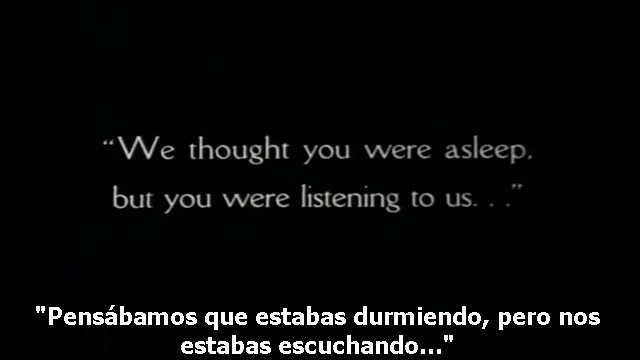 “We thought you were asleep,
but you were listening to us. . .”
"Pensábamos que estabas durmiendo, pero nos
estabas escuchando..."